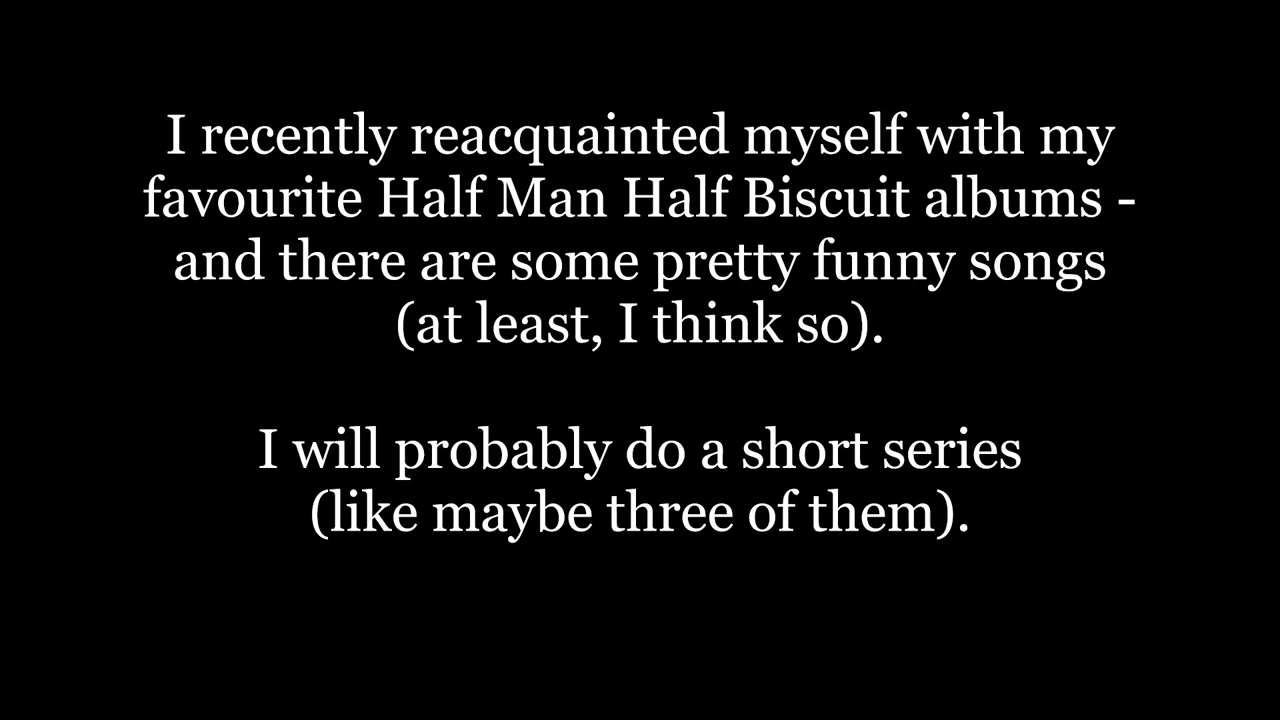 I recently reacquainted myself with my
favourite Half Man Half Biscuit albums -
and there are some pretty funny songs
(at least, I think so).
I will probably do a short series
(like maybe three of them).